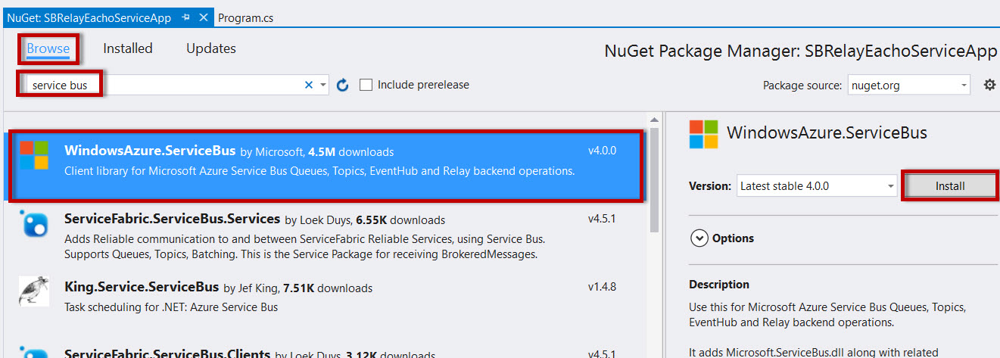 NuGet: SBRelayEachoServiceApp Program.cs
Browse Installed Updates
NuGet Package Manager: SBRelayEachoServiceApp
service bus Include prerelease Package source: nuget.org
WindowsAzure.ServiceBus by Microsoft, 4.5M downloads v4.0.0
Client library for Microsoft Azure Service Bus Queues, Topics, EventHub and Relay backend operations.
ServiceFabric.ServiceBus.Services by Loek Duys, 6.55K downloads v4.5.1
Adds Reliable communication to and between ServiceFabric Reliable Services, using Service Bus.
Supports Queues, Topics, Batching. This is the Service Package for receiving BrokeredMessages.
King.Service.ServiceBus by Jef King, 7.51K downloads v1.4.8
Task scheduling for .NET: Azure Service Bus
ServiceFabric.ServiceBus.Clients by Loek Duys, 3.12K downloads v4.5.1
WindowsAzure.ServiceBus
Version: Latest stable 4.0.0 Install
Options
Description
Use this for Microsoft Azure Service Bus Queues, Topics,
EventHub and Relay backend operations.
It adds Microsoft.ServiceBus.dll along with related